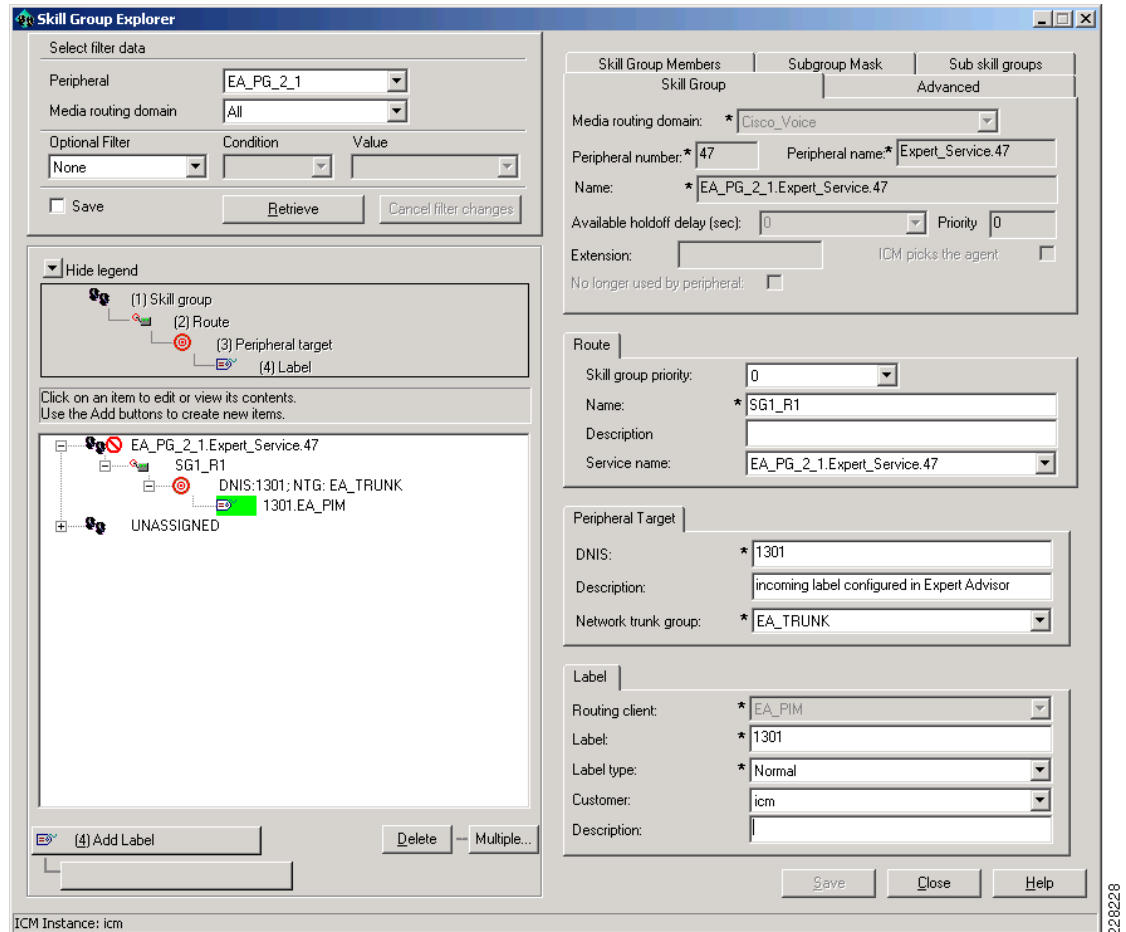 Skill Group Explorer
Select filter data
Peripheral EA_PG_2_1
Media routing domain All
Optional Filter Condition Value
None
Save Retrieve Cancel filter changes
Hide legend
(1) Skill group
(2) Route
(3) Peripheral target
(4) Label
Click on an item to edit or view its contents.
Use the Add buttons to create new items.
EA_PG_2_1.Expert_Service.47
SG1_R1
DNIS:1301; NTG: EA_TRUNK
1301.EA_PIM
UNASSIGNED
(4) Add Label Delete Multiple...
Skill Group Members Subgroup Mask Sub skill groups
Skill Group Advanced
Media routing domain: * Cisco_Voice
Peripheral number:* 47 Peripheral name:* Expert_Service.47
Name: * EA_PG_2_1.Expert_Service.47
Available holdoff delay (sec): 0 Priority 0
Extension: ICM picks the agent
No longer used by peripheral:
Route
Skill group priority: 0
Name: * SG1_R1
Description
Service name: EA_PG_2_1.Expert_Service.47
Peripheral Target
DNIS: * 1301
Description: incoming label configured in Expert Advisor
Network trunk group: * EA_TRUNK
Label
Routing client: * EA_PIM
Label: * 1301
Label type: * Normal
Customer: icm
Description:
Save Close Help
ICM Instance: icm
228228